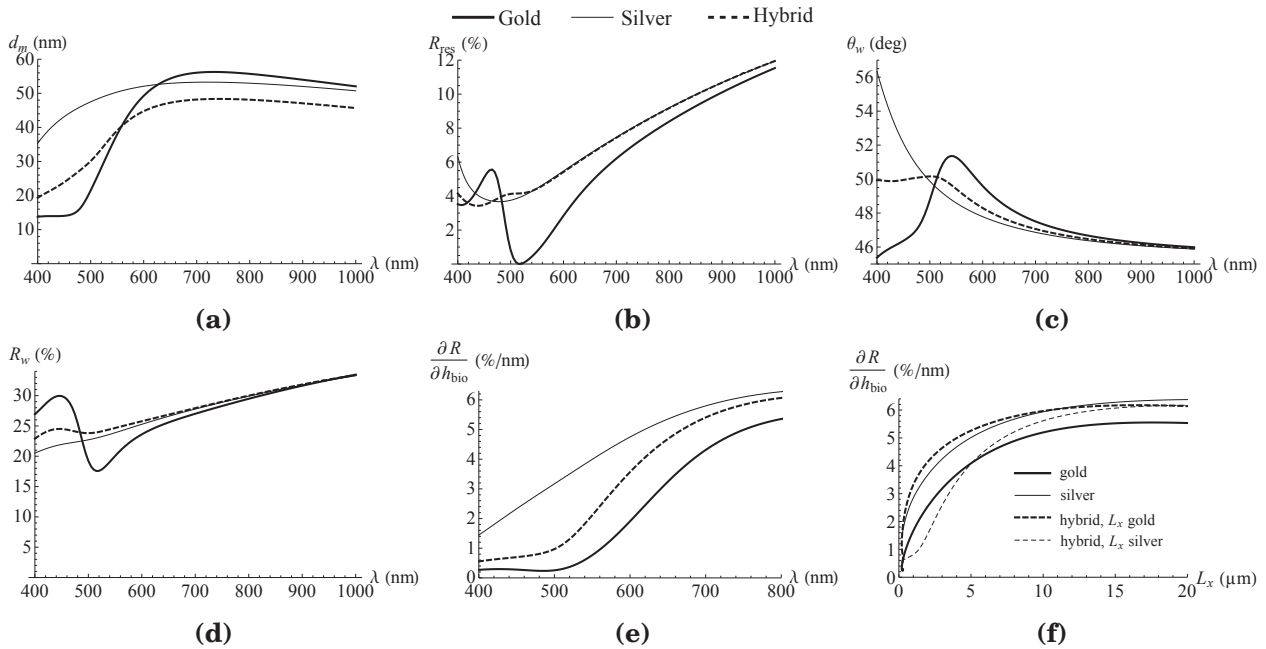 Gold Silver Hybrid
d_m (nm)
60
50
40
30
20
10
400 500 600 700 800 900 1000 λ (nm)
(a)
R_res (%)
12
10
8
6
4
2
0
400 500 600 700 800 900 1000 λ (nm)
(b)
θ_w (deg)
56
54
52
50
48
46
400 500 600 700 800 900 1000 λ (nm)
(c)
R_w (%)
30
25
20
15
10
5
400 500 600 700 800 900 1000 λ (nm)
(d)
∂R
∂h_bio (%/nm)
6
5
4
3
2
1
0
400 500 600 700 800 λ (nm)
(e)
∂R
∂h_bio (%/nm)
6
5
4
3
2
1
0
gold
silver
hybrid, L_x gold
hybrid, L_x silver
0 5 10 15 20 L_x (μm)
(f)